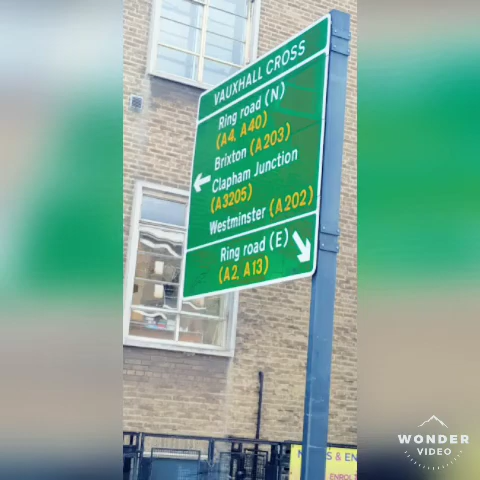 VAUXHALL CROSS
Ring road (N)
(A4, A40)
Brixton (A203)
Clapham Junction
(A3205)
Westminster (A202)
Ring road (E)
(A2, A13)
WONDER
VIDEO